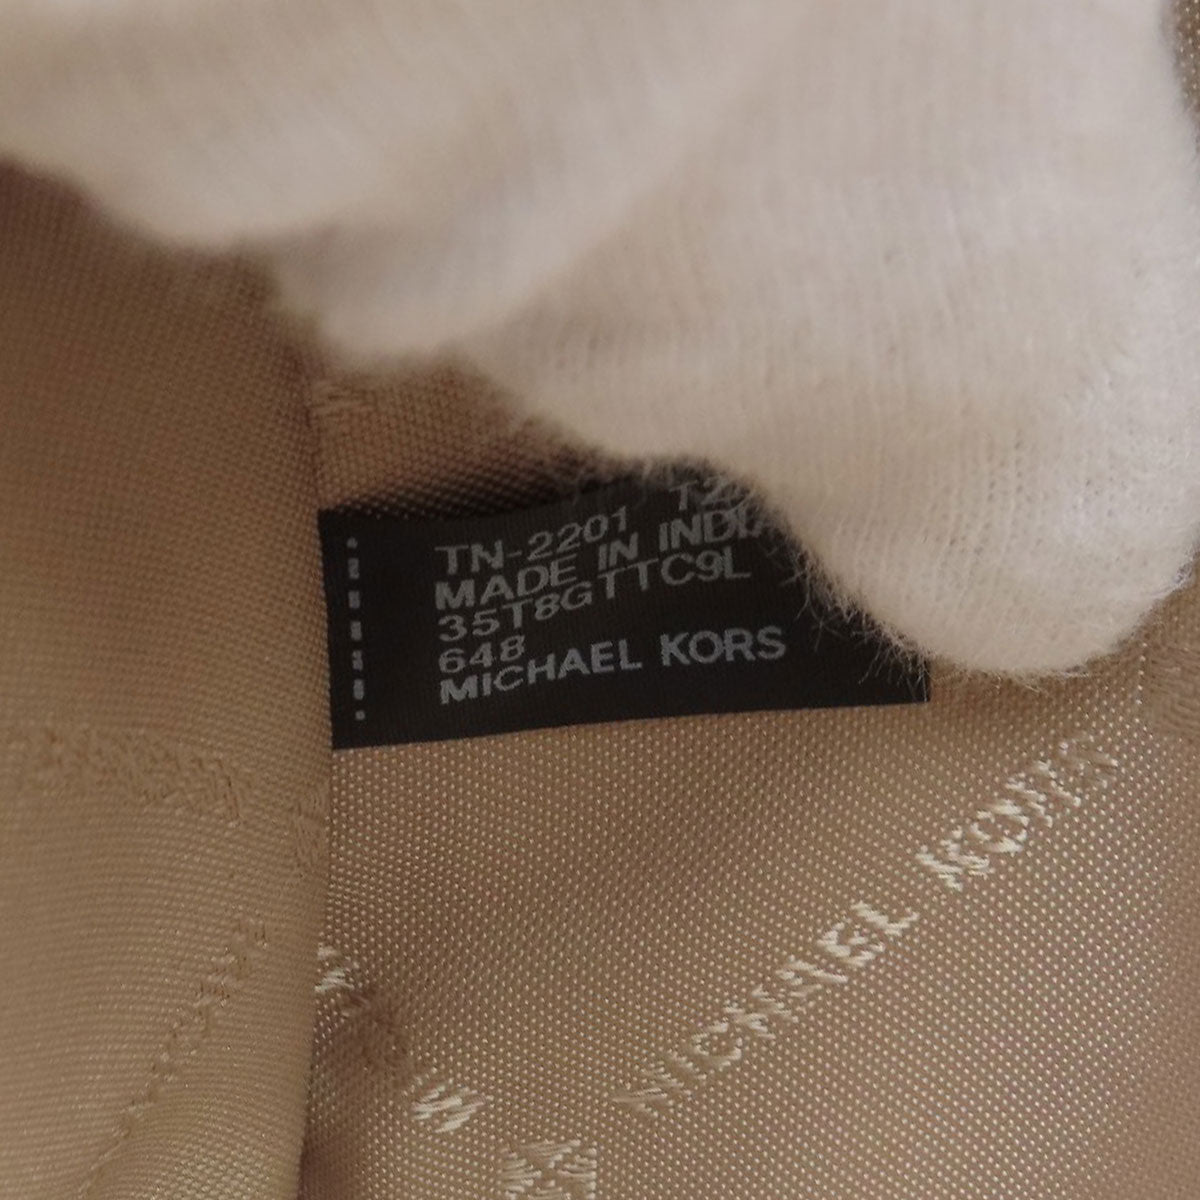 TN-2201
MADE IN INDIA
35T8GTTC9L
648
MICHAEL KORS
MICHAEL KORS